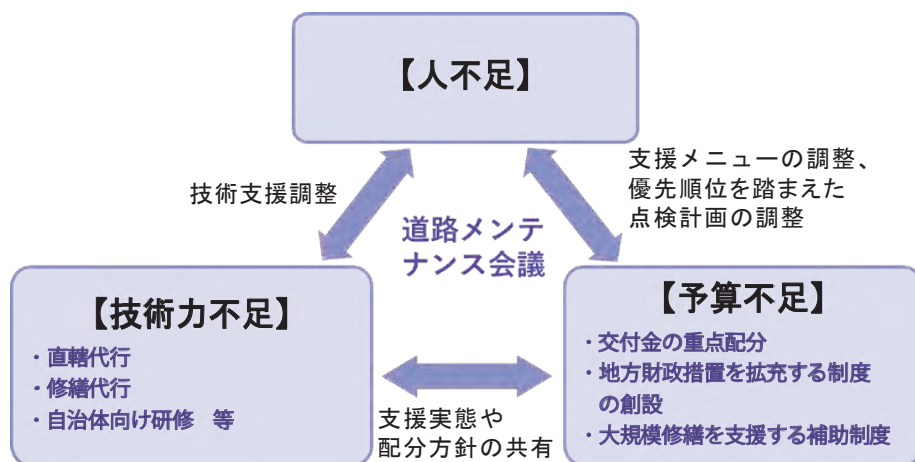 【人不足】
技術支援調整
支援メニューの調整、
優先順位を踏まえた
点検計画の調整
道路メンテ
ナンス会議
【技術力不足】
・直轄代行
・修繕代行
・自治体向け研修　等
【予算不足】
・交付金の重点配分
・地方財政措置を拡充する制度
の創設
・大規模修繕を支援する補助制度
支援実態や
配分方針の共有